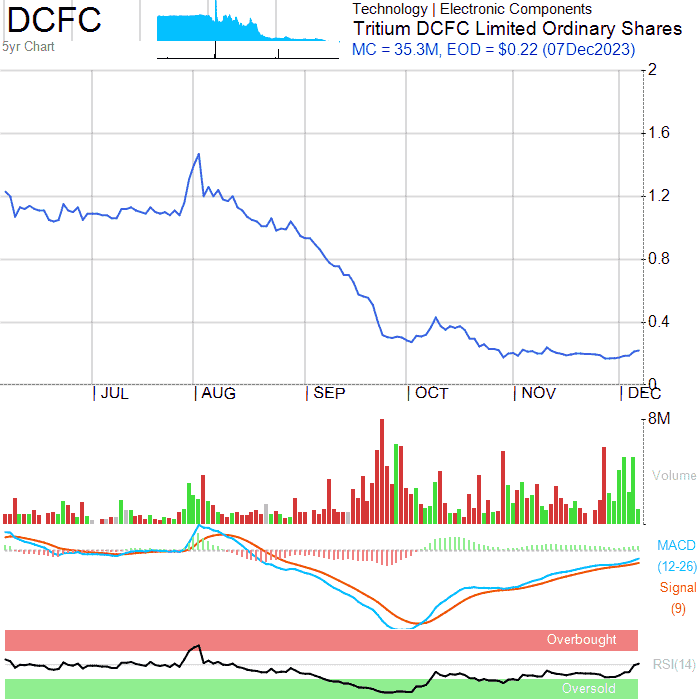 DCFC
5yr Chart
Technology | Electronic Components
Tritium DCFC Limited Ordinary Shares
MC = 35.3M, EOD = $0.22 (07Dec2023)
2
1.6
1.2
0.8
0.4
0
JUL
AUG
SEP
OCT
NOV
DEC
8M
Volume
MACD
(12-26)
Signal
(9)
Overbought
RSI(14)
Oversold